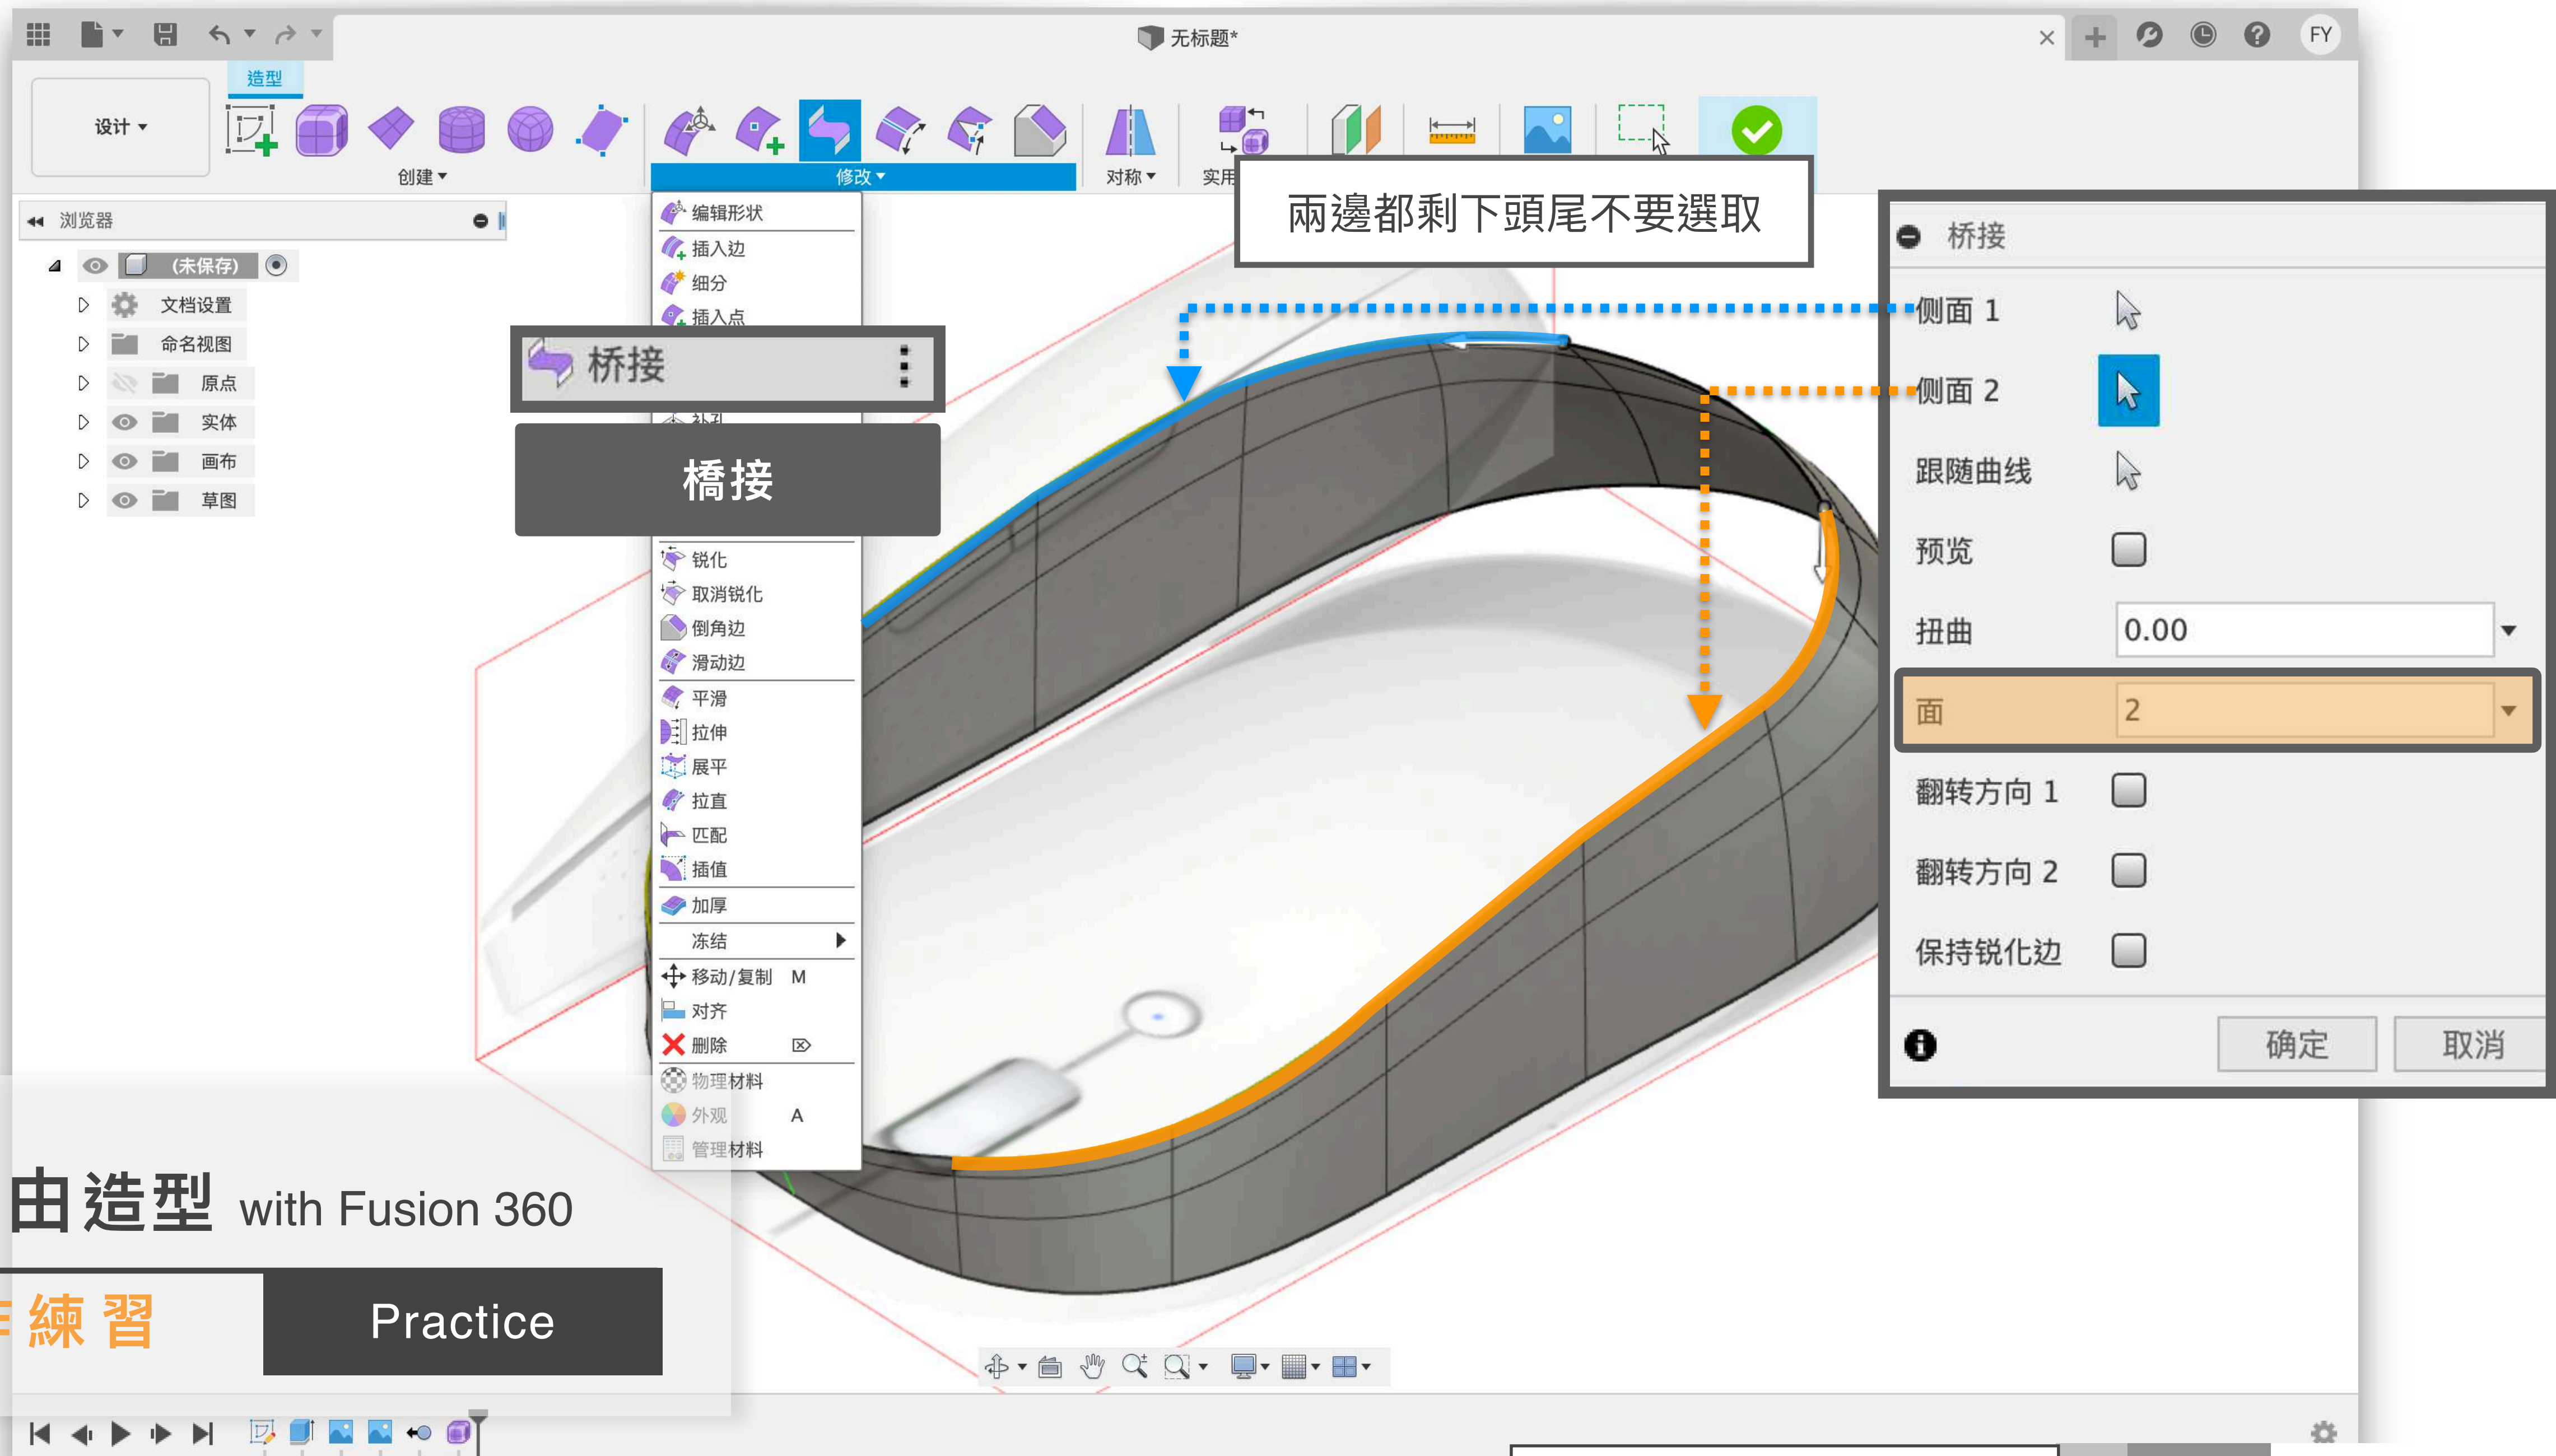 无标题*
FY
造型
设计
创建
修改
对称
实用
兩邊都剩下頭尾不要選取
浏览器
(未保存)
文档设置
命名视图
原点
实体
画布
草图
编辑形状
插入边
细分
插入点
桥接
橋接
锐化
取消锐化
倒角边
滑动边
平滑
拉伸
展平
拉直
匹配
插值
加厚
冻结
移动/复制 M
对齐
删除
物理材料
外观 A
管理材料
桥接
侧面 1
侧面 2
跟随曲线
预览
扭曲 0.00
面 2
翻转方向 1
翻转方向 2
保持锐化边
确定 取消
由造型 with Fusion 360
練習 Practice